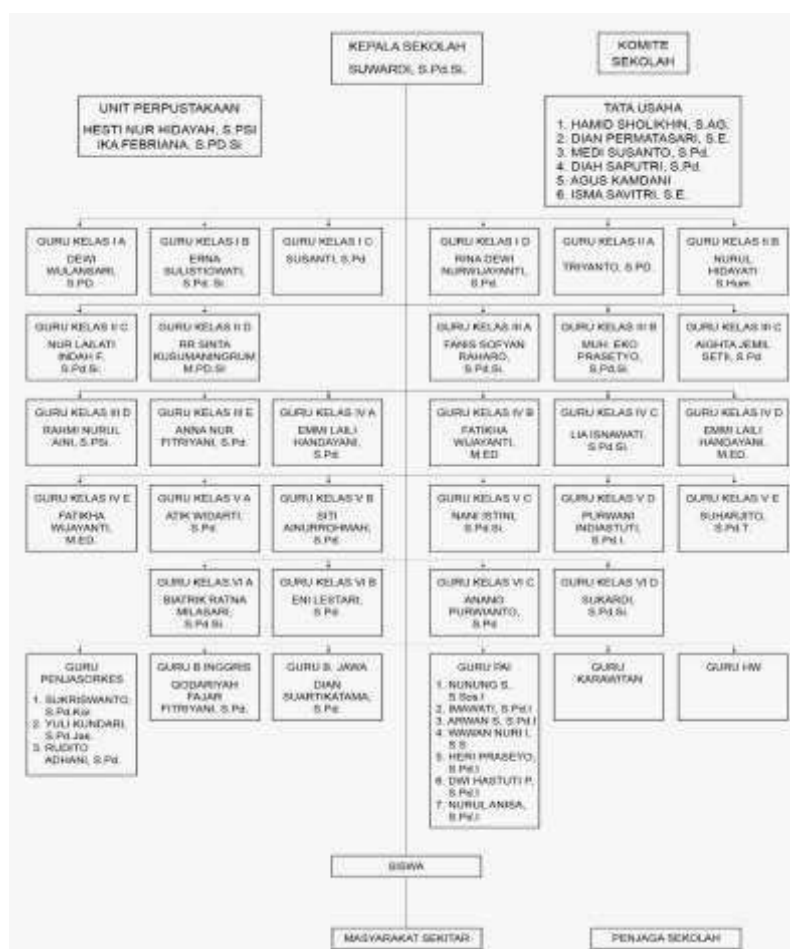 KEPALA SEKOLAH
SUWARDI, S.Pd.Si.
KOMITE
SEKOLAH
UNIT PERPUSTAKAAN
HESTI NUR HIDAYAH, S.PSI
IKA FEBRIANA, S.PD.Si
TATA USAHA
1. HAMID SHOLIKHIN, S.AG.
2. DIAN PERMATASARI, S.E.
3. MEDI SUSANTO, S.Pd.
4. DIAH SAPUTRI, S.Pd.
5. AGUS KAMDANI
6. ISMA SAVITRI, S.E.
GURU KELAS I A
DEWI
WULANSARI,
S.PD.
GURU KELAS I B
ERNA
SULISTIOWATI,
S.Pd. Si.
GURU KELAS I C
SUSANTI, S.Pd
GURU KELAS I D
RINA DEWI
NURWIJAYANTI,
S.Pd.
GURU KELAS II A
TRIYANTO, S.PD.
GURU KELAS II B
NURUL
HIDAYATI
S.Hum
GURU KELAS II C
NUR LAILATI
INDAH F.
S.Pd.Si.
GURU KELAS II D
RR SINTA
KUSUMANINGRUM
M.PD.SI
GURU KELAS III A
FANIS SOFYAN
RAHARO,
S.Pd.Si.
GURU KELAS III B
MUH. EKO
PRASETYO,
S.Pd.Si.
GURU KELAS III C
AIGHTA JEMIL
SETII, S.Pd
GURU KELAS III D
RAHMI NURUL
AINI, S.PSi.
GURU KELAS III E
ANNA NUR
FITRIYANI, S.Pd.
GURU KELAS IV A
EMMI LAILI
HANDAYANI,
S.Pd.
GURU KELAS IV B
FATIKHA
WIJAYANTI,
M.ED
GURU KELAS IV C
LIA ISNAWATI,
S.Pd.Si.
GURU KELAS IV D
EMMI LAILI
HANDAYANI,
M.ED.
GURU KELAS IV E
FATIKHA
WIJAYANTI,
M.ED.
GURU KELAS V A
ATIK WIDARTI,
S.Pd.
GURU KELAS V B
SITI
AINURROHMAH,
S.Pd.
GURU KELAS V C
NANI ISTINI,
S.Pd.Si.
GURU KELAS V D
PURWANI
INDIASTUTI,
S.Pd.I.
GURU KELAS V E
SUHARJITO,
S.Pd.T.
GURU KELAS VI A
BIATRIK RATNA
MILASARI,
S.Pd.Si.
GURU KELAS VI B
ENI LESTARI,
S.Pd
GURU KELAS VI C
ANANG
PURWIANTO,
S.Pd
GURU KELAS VI D
SUKARDI,
S.Pd.Si.
GURU
PENJASORKES
1. SUKRISWANTO,
S.Pd.Kor
2. YULI KUNDARI,
S.Pd.Jas.
3. RUDITO
ADHANI, S.Pd.
GURU B INGGRIS
QODARIYAH
FAJAR
FITRIYANI, S.Pd.
GURU B. JAWA
DIAN
SUARTIKATAMA,
S.Pd.
GURU PAI
1. NUNUNG S.
S.Sos.I
2. IMAWATI, S.Pd.I
3. ARWAN S, S.Pd.I
4. WAWAN NURI I,
S.S
5. HERI PRASEYO,
S.Pd.I
6. DWI HASTUTI P,
S.Pd.I
7. NURUL ANISA,
S.Pd.I
GURU
KARAWITAN
GURU HW
SISWA
MASYARAKAT SEKITAR
PENJAGA SEKOLAH